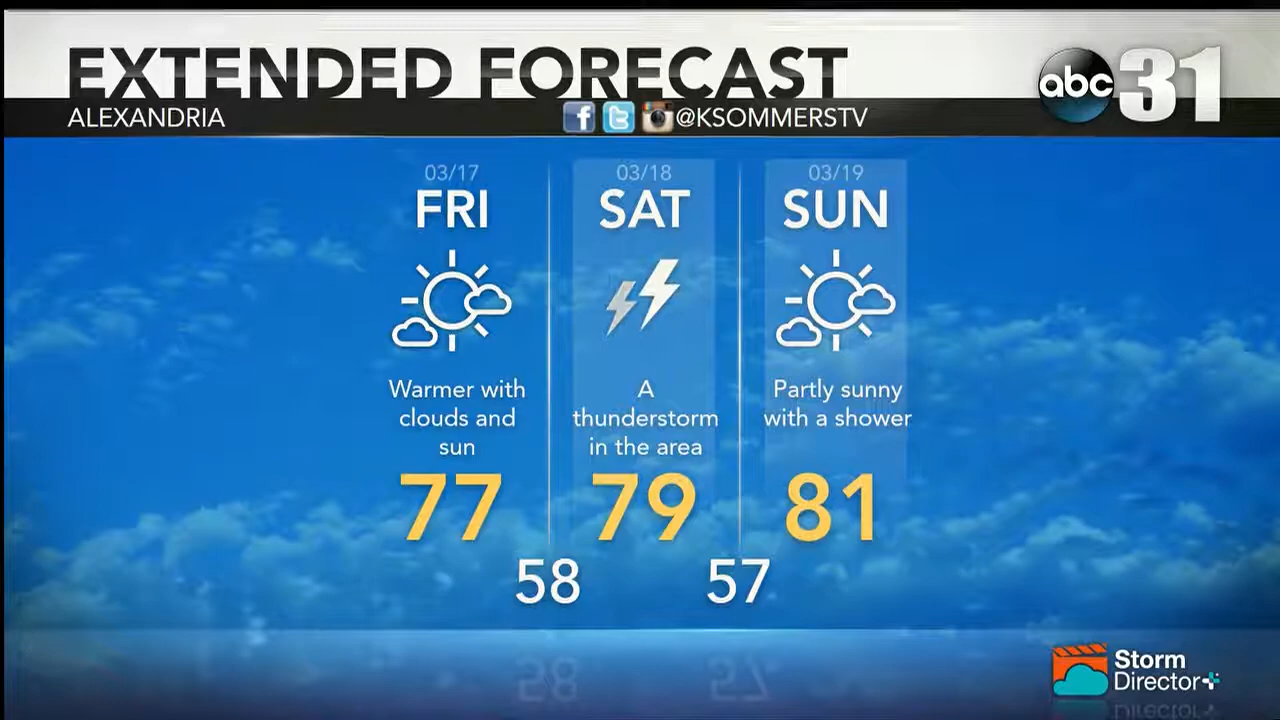 EXTENDED FORECAST
abc 31
ALEXANDRIA
@KSOMMERSTV
03/17
FRI
Warmer with
clouds and
sun
77
03/18
SAT
A
thunderstorm
in the area
79
03/19
SUN
Partly sunny
with a shower
81
58
57
Storm
Director+